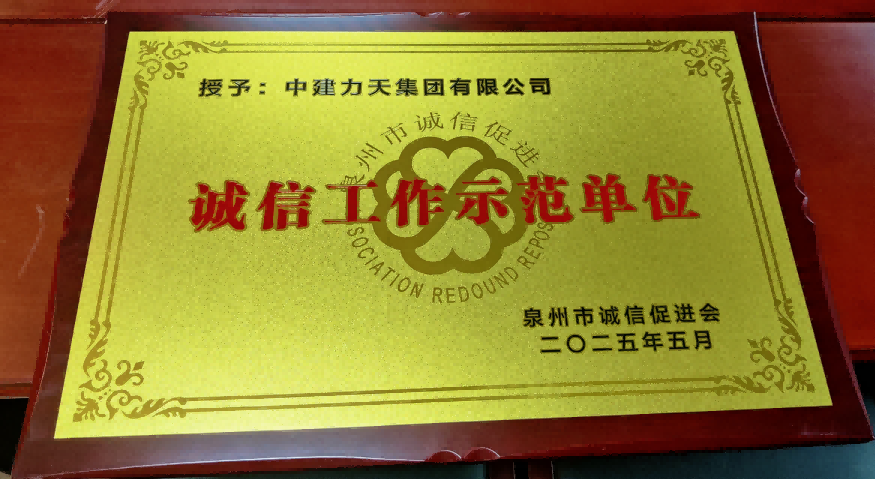 授予：中建力天集团有限公司
泉州市诚信促进
诚信工作示范单位
SOCIATION REDOUND REPOS
泉州市诚信促进会
二〇二五年五月